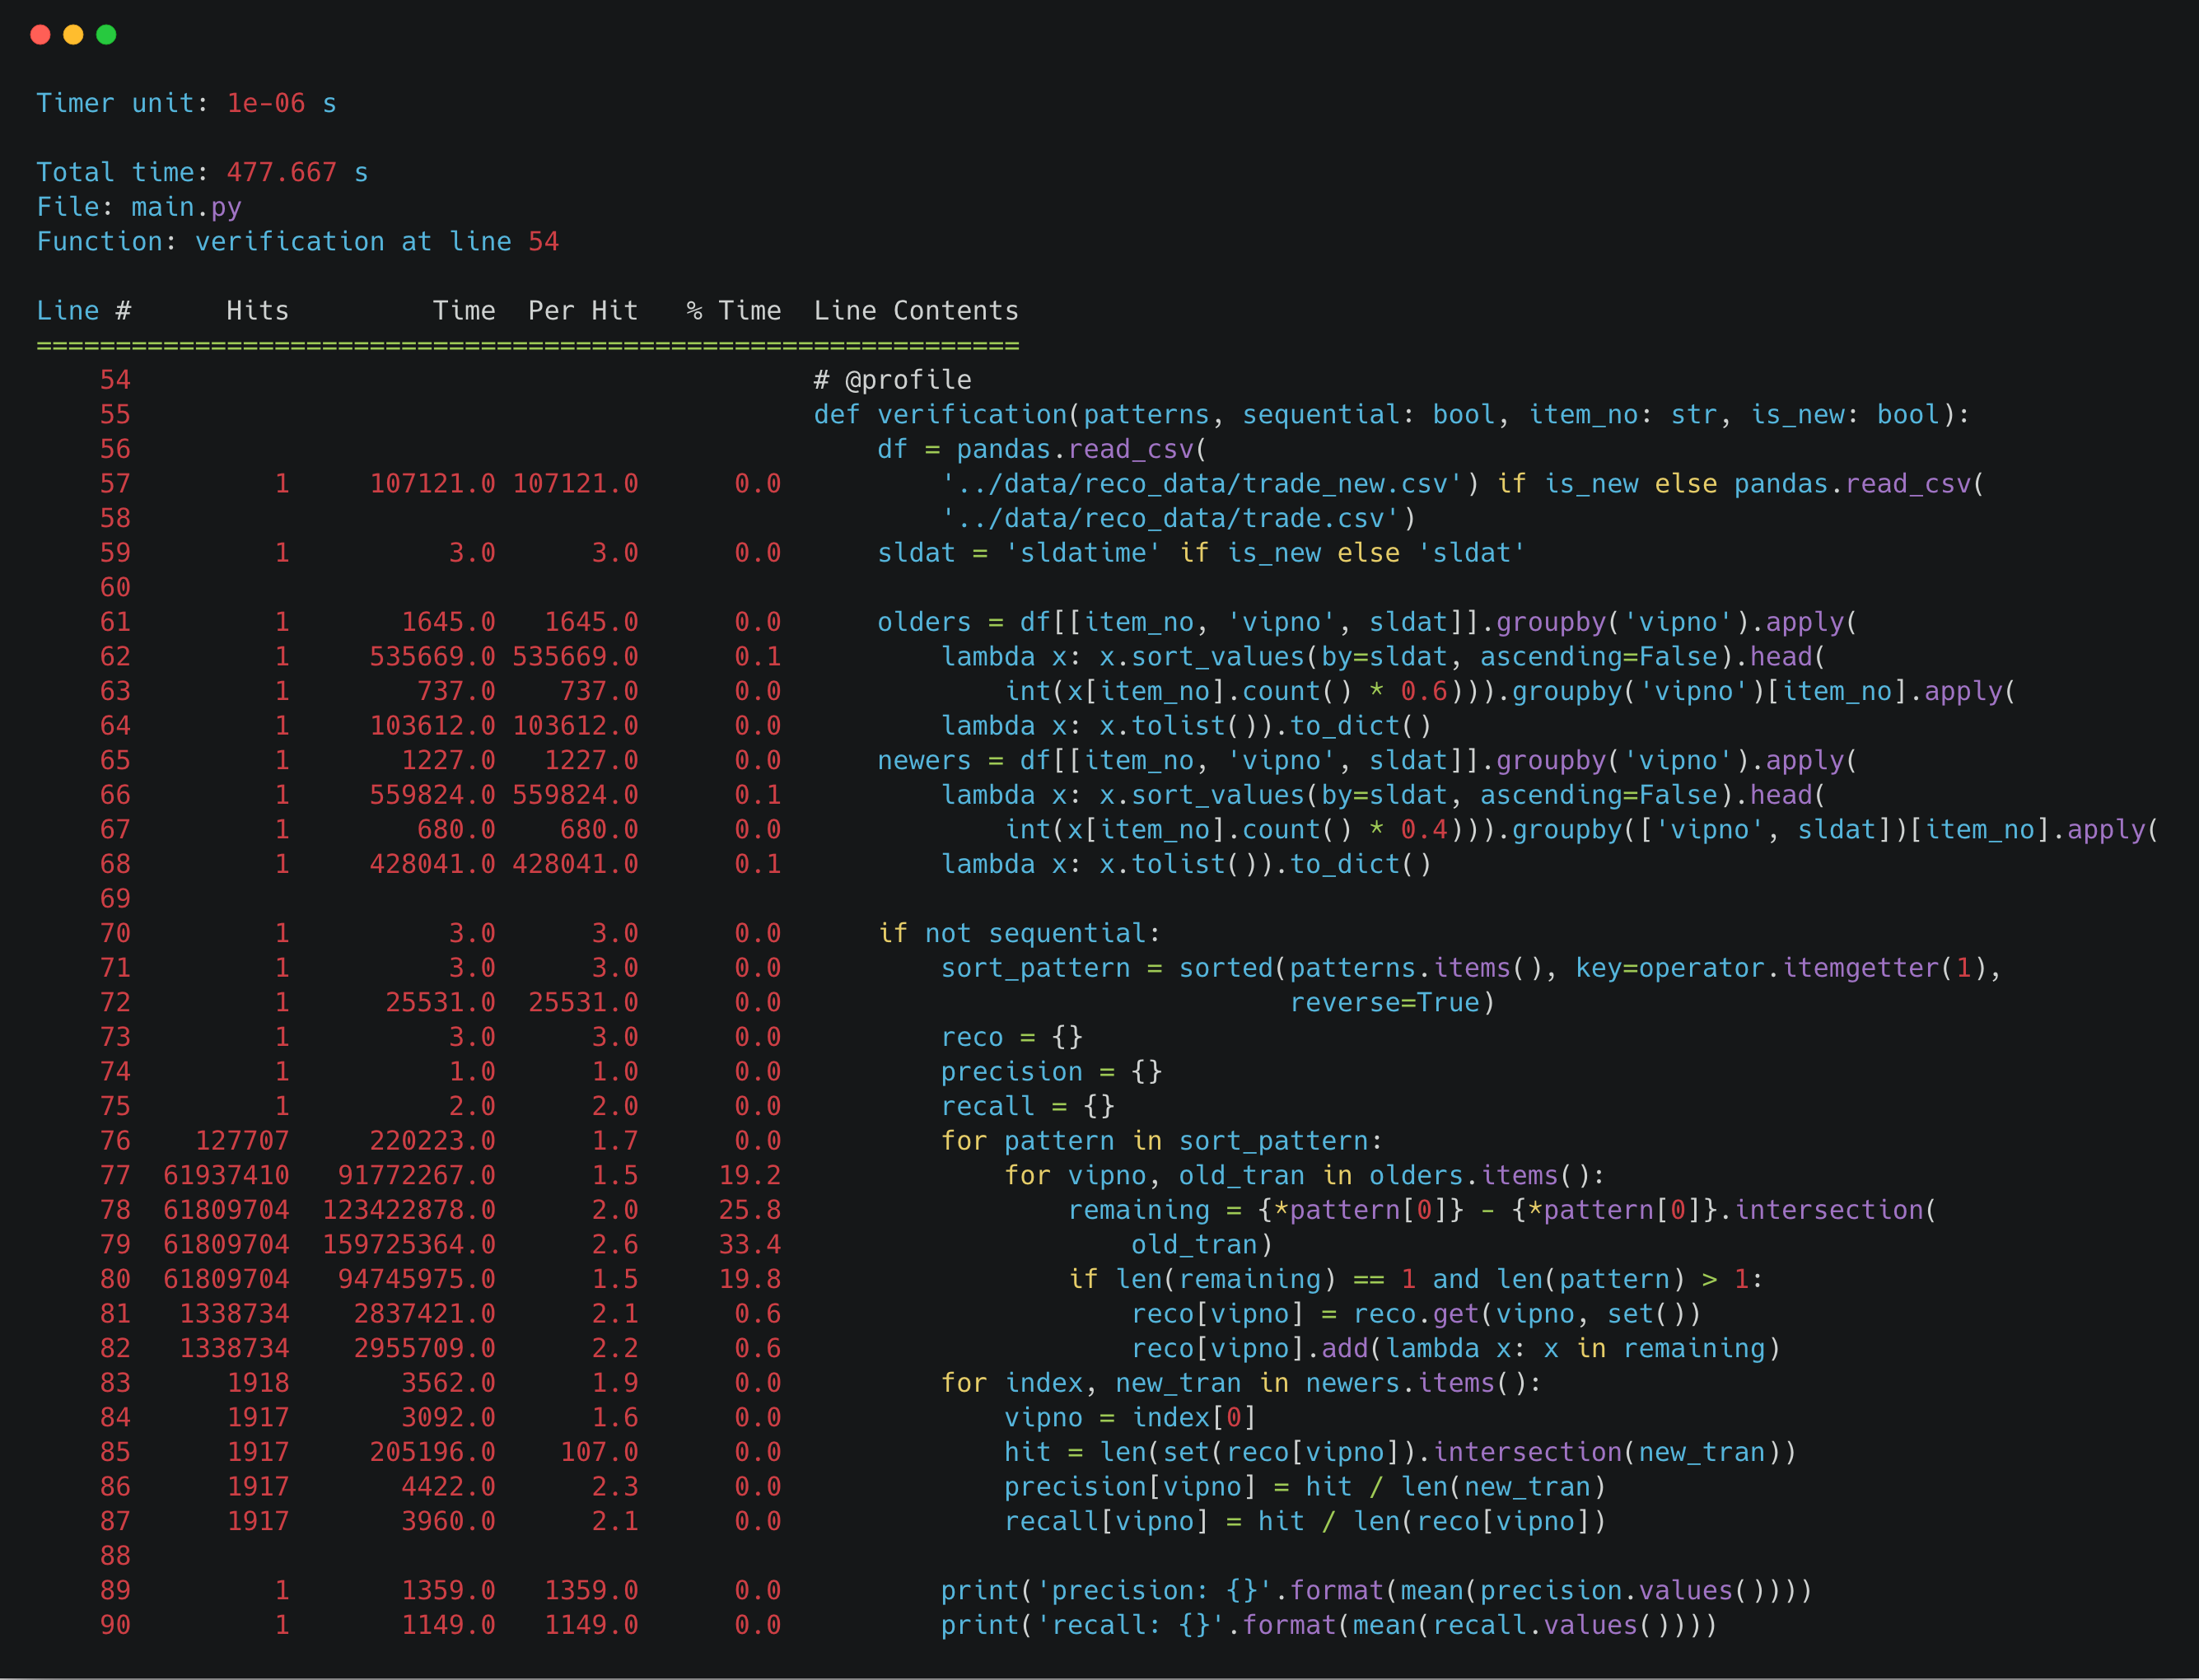 Timer unit: 1e-06 s

Total time: 477.667 s
File: main.py
Function: verification at line 54

Line #      Hits         Time  Per Hit   % Time  Line Contents
==============================================================
    54                                           # @profile
    55                                           def verification(patterns, sequential: bool, item_no: str, is_new: bool):
    56                                               df = pandas.read_csv(
    57         1     107121.0 107121.0      0.0          '../data/reco_data/trade_new.csv') if is_new else pandas.read_csv(
    58                                                   '../data/reco_data/trade.csv')
    59         1          3.0      3.0      0.0      sldat = 'sldatime' if is_new else 'sldat'
    60
    61         1       1645.0   1645.0      0.0      olders = df[[item_no, 'vipno', sldat]].groupby('vipno').apply(
    62         1     535669.0 535669.0      0.1          lambda x: x.sort_values(by=sldat, ascending=False).head(
    63         1        737.0    737.0      0.0              int(x[item_no].count() * 0.6))).groupby('vipno')[item_no].apply(
    64         1     103612.0 103612.0      0.0          lambda x: x.tolist()).to_dict()
    65         1       1227.0   1227.0      0.0      newers = df[[item_no, 'vipno', sldat]].groupby('vipno').apply(
    66         1     559824.0 559824.0      0.1          lambda x: x.sort_values(by=sldat, ascending=False).head(
    67         1        680.0    680.0      0.0              int(x[item_no].count() * 0.4))).groupby(['vipno', sldat])[item_no].apply(
    68         1     428041.0 428041.0      0.1          lambda x: x.tolist()).to_dict()
    69
    70         1          3.0      3.0      0.0      if not sequential:
    71         1          3.0      3.0      0.0          sort_pattern = sorted(patterns.items(), key=operator.itemgetter(1),
    72         1      25531.0  25531.0      0.0                                reverse=True)
    73         1          3.0      3.0      0.0          reco = {}
    74         1          1.0      1.0      0.0          precision = {}
    75         1          2.0      2.0      0.0          recall = {}
    76    127707     220223.0      1.7      0.0          for pattern in sort_pattern:
    77  61937410   91772267.0      1.5     19.2              for vipno, old_tran in olders.items():
    78  61809704  123422878.0      2.0     25.8                  remaining = {*pattern[0]} - {*pattern[0]}.intersection(
    79  61809704  159725364.0      2.6     33.4                      old_tran)
    80  61809704   94745975.0      1.5     19.8                  if len(remaining) == 1 and len(pattern) > 1:
    81   1338734    2837421.0      2.1      0.6                      reco[vipno] = reco.get(vipno, set())
    82   1338734    2955709.0      2.2      0.6                      reco[vipno].add(lambda x: x in remaining)
    83      1918       3562.0      1.9      0.0          for index, new_tran in newers.items():
    84      1917       3092.0      1.6      0.0              vipno = index[0]
    85      1917     205196.0    107.0      0.0              hit = len(set(reco[vipno]).intersection(new_tran))
    86      1917       4422.0      2.3      0.0              precision[vipno] = hit / len(new_tran)
    87      1917       3960.0      2.1      0.0              recall[vipno] = hit / len(reco[vipno])
    88
    89         1       1359.0   1359.0      0.0          print('precision: {}'.format(mean(precision.values())))
    90         1       1149.0   1149.0      0.0          print('recall: {}'.format(mean(recall.values())))